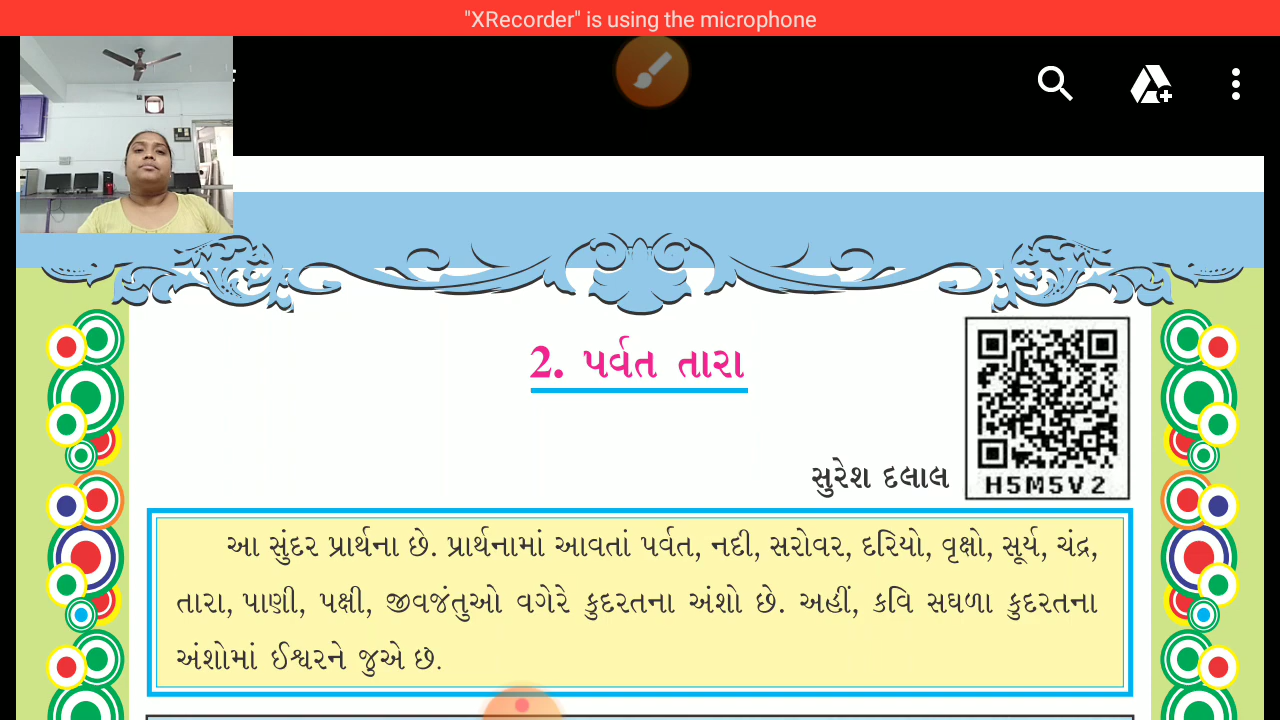 "XRecorder" is using the microphone
2. પર્વત તારા
સુરેશ દલાલ
H5M5V2
આ સુંદર પ્રાર્થના છે. પ્રાર્થનામાં આવતાં પર્વત, નદી, સરોવર, દરિયો, વૃક્ષો, સૂર્ય, ચંદ્ર,
તારા, પાણી, પક્ષી, જીવજંતુઓ વગેરે કુદરતના અંશો છે. અહીં, કવિ સઘળા કુદરતના
અંશોમાં ઈશ્વરને જુએ છે.